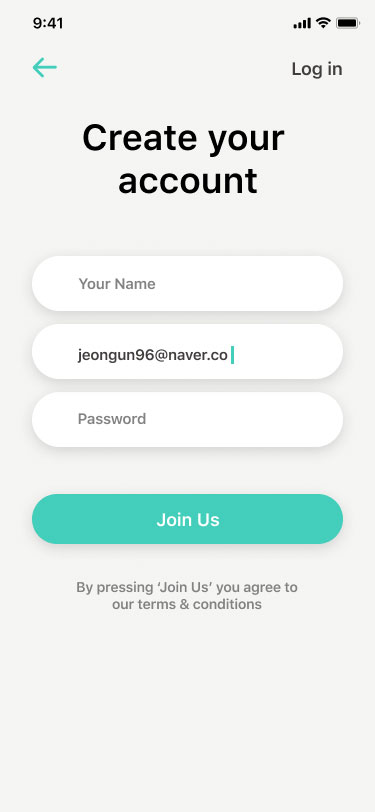 9:41
Log in
Create your
account
Your Name
jeongun96@naver.co
Password
Join Us
By pressing ‘Join Us’ you agree to
our terms & conditions